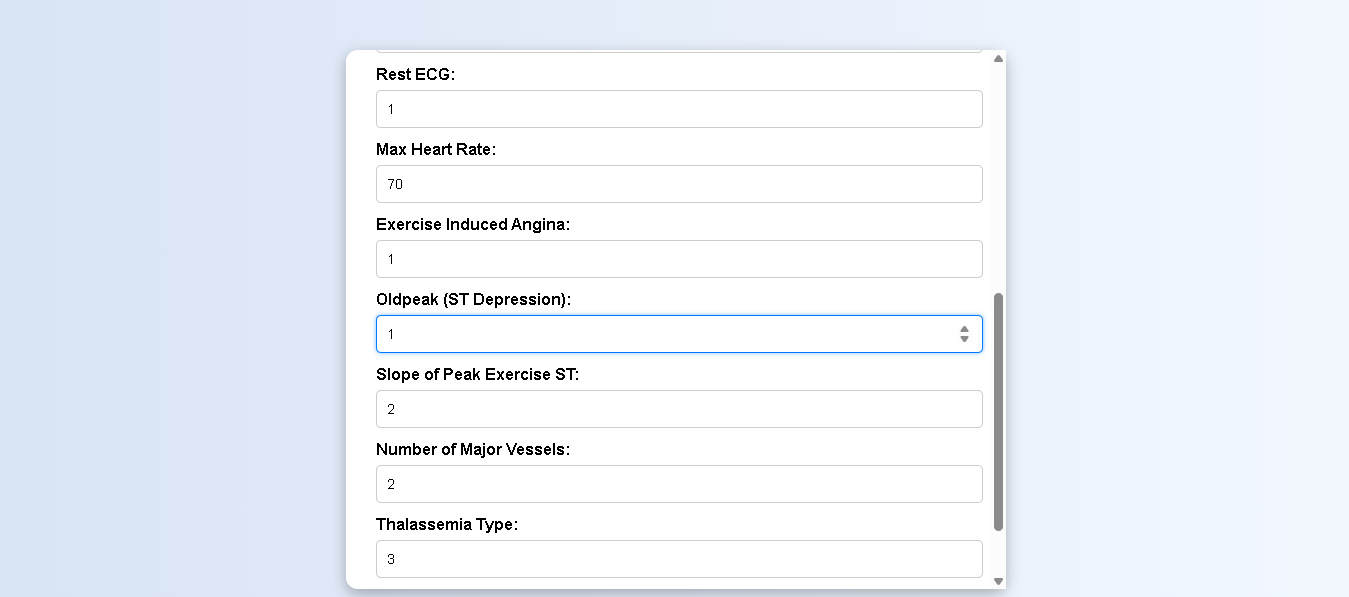 Rest ECG:
1
Max Heart Rate:
70
Exercise Induced Angina:
1
Oldpeak (ST Depression):
1
Slope of Peak Exercise ST:
2
Number of Major Vessels:
2
Thalassemia Type:
3